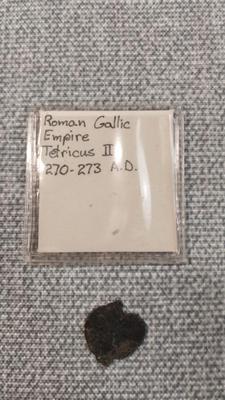 Roman Gallic
Empire
Tetricus II
270-273 A.D.